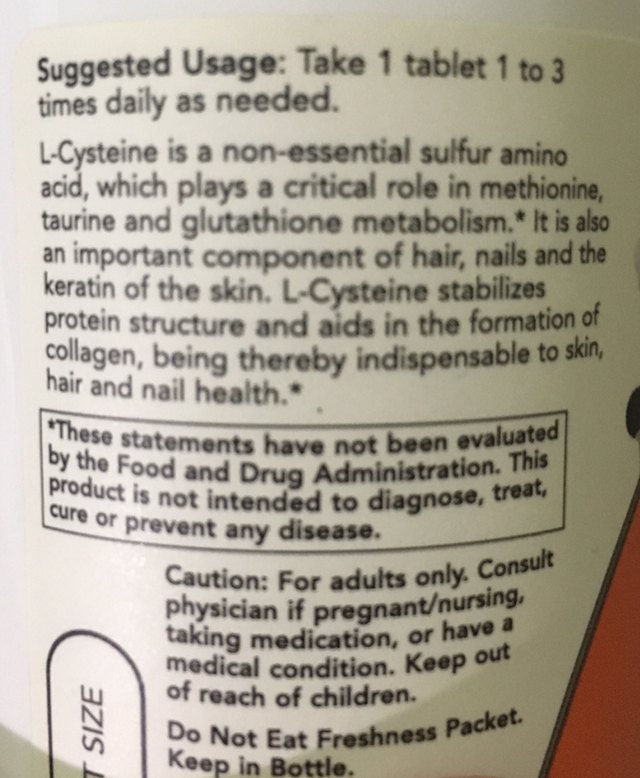 Suggested Usage: Take 1 tablet 1 to 3
times daily as needed.
L-Cysteine is a non-essential sulfur amino
acid, which plays a critical role in methionine,
taurine and glutathione metabolism.* It is also
an important component of hair, nails and the
keratin of the skin. L-Cysteine stabilizes
protein structure and aids in the formation of
collagen, being thereby indispensable to skin,
hair and nail health.*
*These statements have not been evaluated
by the Food and Drug Administration. This
product is not intended to diagnose, treat,
cure or prevent any disease.
Caution: For adults only. Consult
physician if pregnant/nursing,
taking medication, or have a
medical condition. Keep out
of reach of children.
Do Not Eat Freshness Packet.
Keep in Bottle.
T SIZE